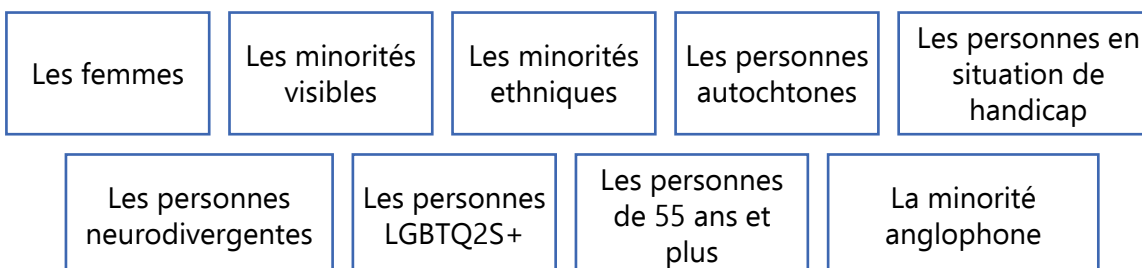 Les femmes
Les minorités
visibles
Les minorités
ethniques
Les personnes
autochtones
Les personnes en
situation de
handicap
Les personnes
neurodivergentes
Les personnes
LGBTQ2S+
Les personnes
de 55 ans et
plus
La minorité
anglophone